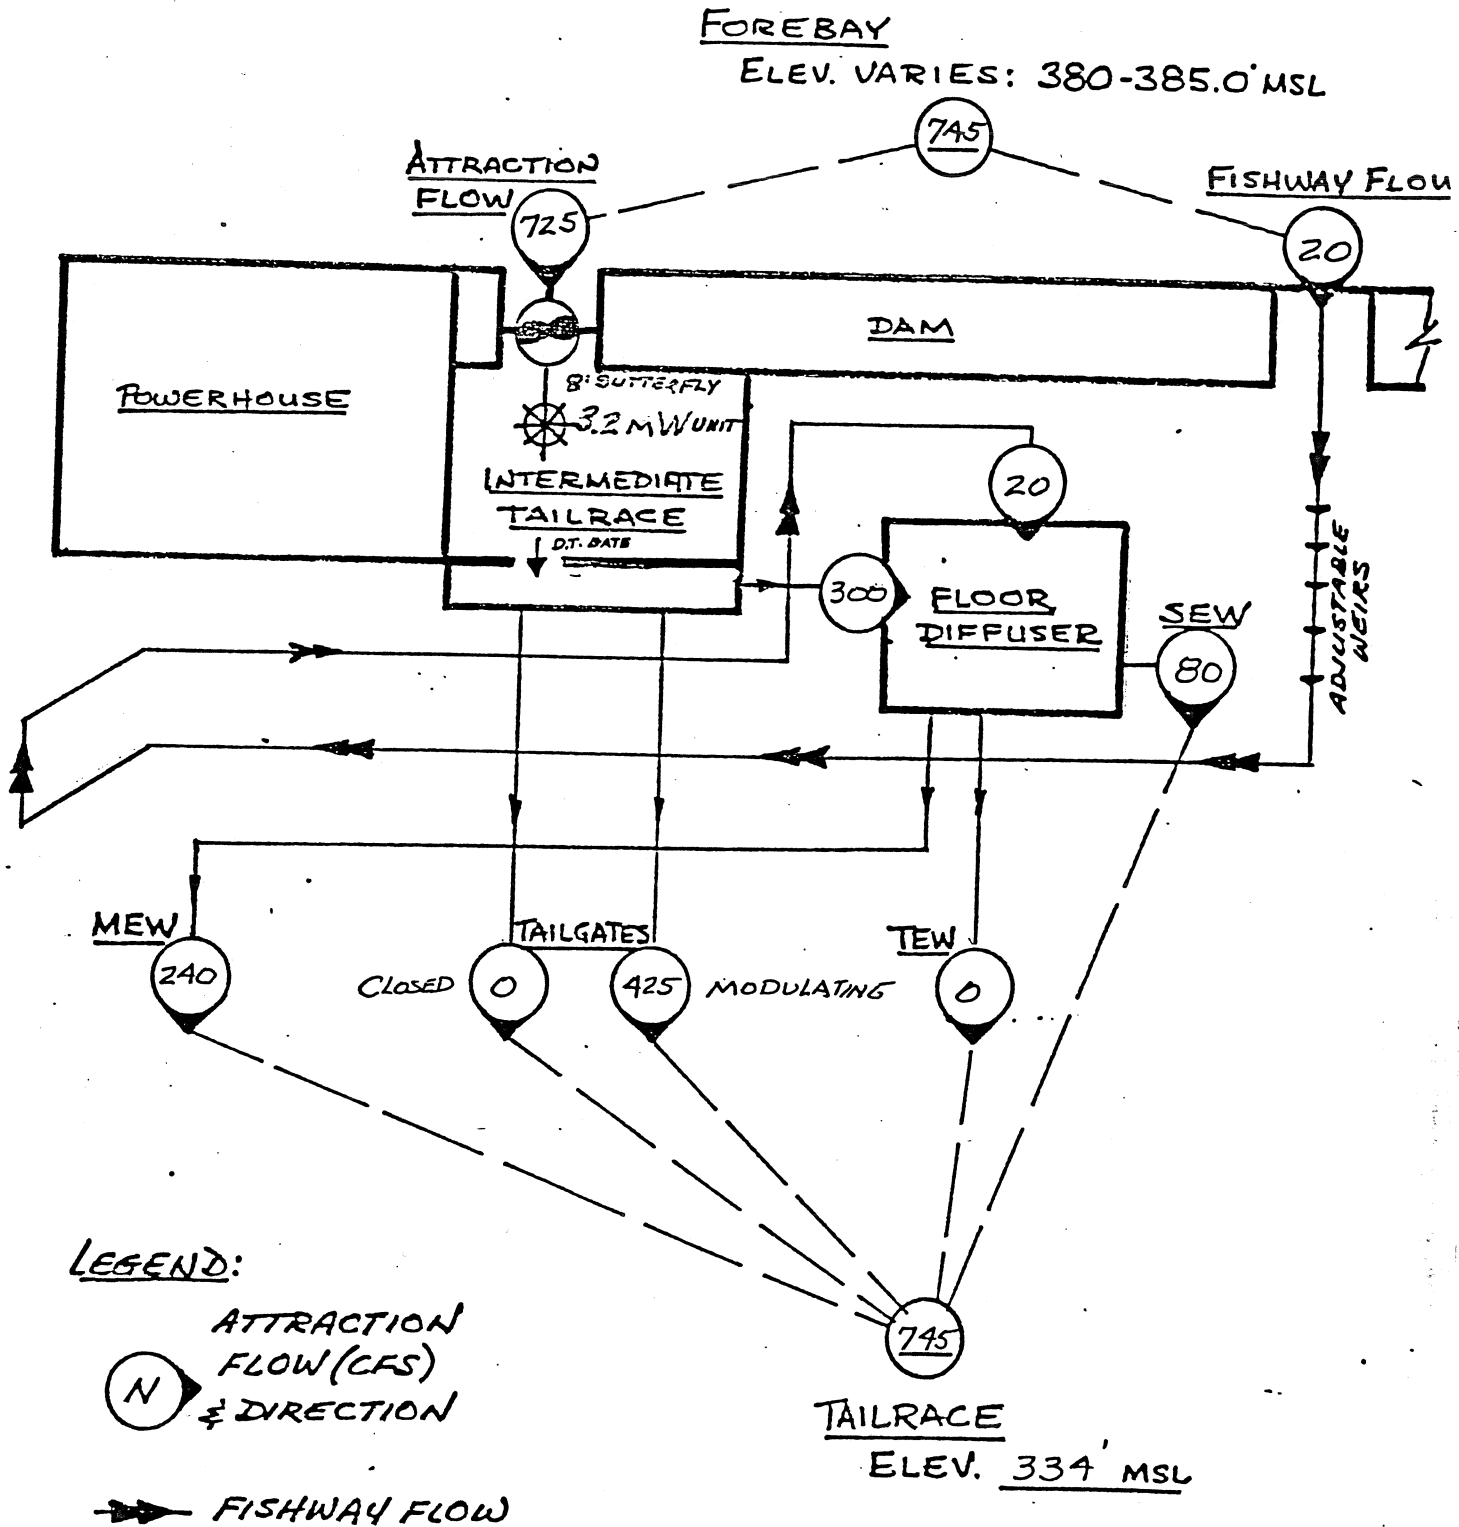 FOREBAY
ELEV. VARIES: 380-385.0' MSL
745
ATTRACTION
FLOW
725
FISHWAY FLOW
20
DAM
POWERHOUSE
8' BUTTERFLY
3.2 MW UNIT
INTERMEDIATE
TAILRACE
D.T. GATE
20
300
FLOOR
DIFFUSER
SEW
80
ADJUSTABLE
WEIRS
MEW
240
TAILGATES
CLOSED
0
425
MODULATING
TEW
0
LEGEND:
N
ATTRACTION
FLOW (CFS)
& DIRECTION
FISHWAY FLOW
745
TAILRACE
ELEV. 334' MSL